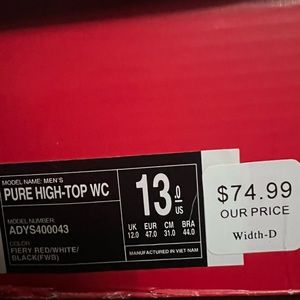 MODEL NAME: MEN'S
PURE HIGH-TOP WC
MODEL NUMBER:
ADYS400043
COLOR:
FIERY RED/WHITE/
BLACK(FWB)
13.0
US
UK EUR CM BRA
12.0 47.0 31.0 44.0
MANUFACTURED IN VIET NAM
$74.99
OUR PRICE
Width-D